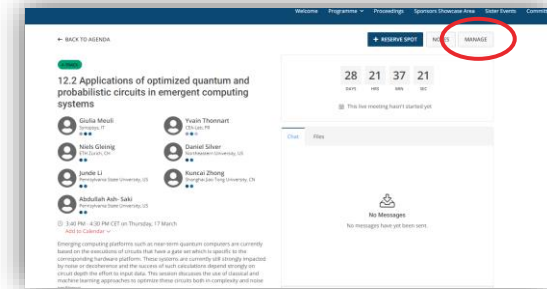 Welcome Programme Proceedings Sponsors Showcase Area Sister Events Committ
← BACK TO AGENDA
+ RESERVE SPOT NOTES MANAGE
12.2 Applications of optimized quantum and
probabilistic circuits in emergent computing
systems
28 21 37 21
DAYS HRS MIN SEC
This live meeting hasn't started yet
Giulia Meuli
Synopsys, IT
Yvain Thonnart
CEA-List, FR
Niels Gleinig
ETH Zurich, CH
Daniel Silver
Northeastern University, US
Junde Li
Pennsylvania State University, US
Kuncai Zhong
Shanghai Jiao Tong University, CN
Abdullah Ash- Saki
Pennsylvania State University, US
Chat Files
No Messages
No messages have yet been sent.
3:40 PM - 4:30 PM CET on Thursday, 17 March
Add to Calendar
Emerging computing platforms such as near-term quantum computers are currently
based on the executions of circuits that have a gate set which is specific to the
corresponding hardware platform. These systems are currently still strongly impacted
by noise or decoherence and the success of such calculations depend strongly on
circuit depth the effort to input data. This session discusses the use of classical and
machine learning approaches to optimize these circuits both in complexity and noise